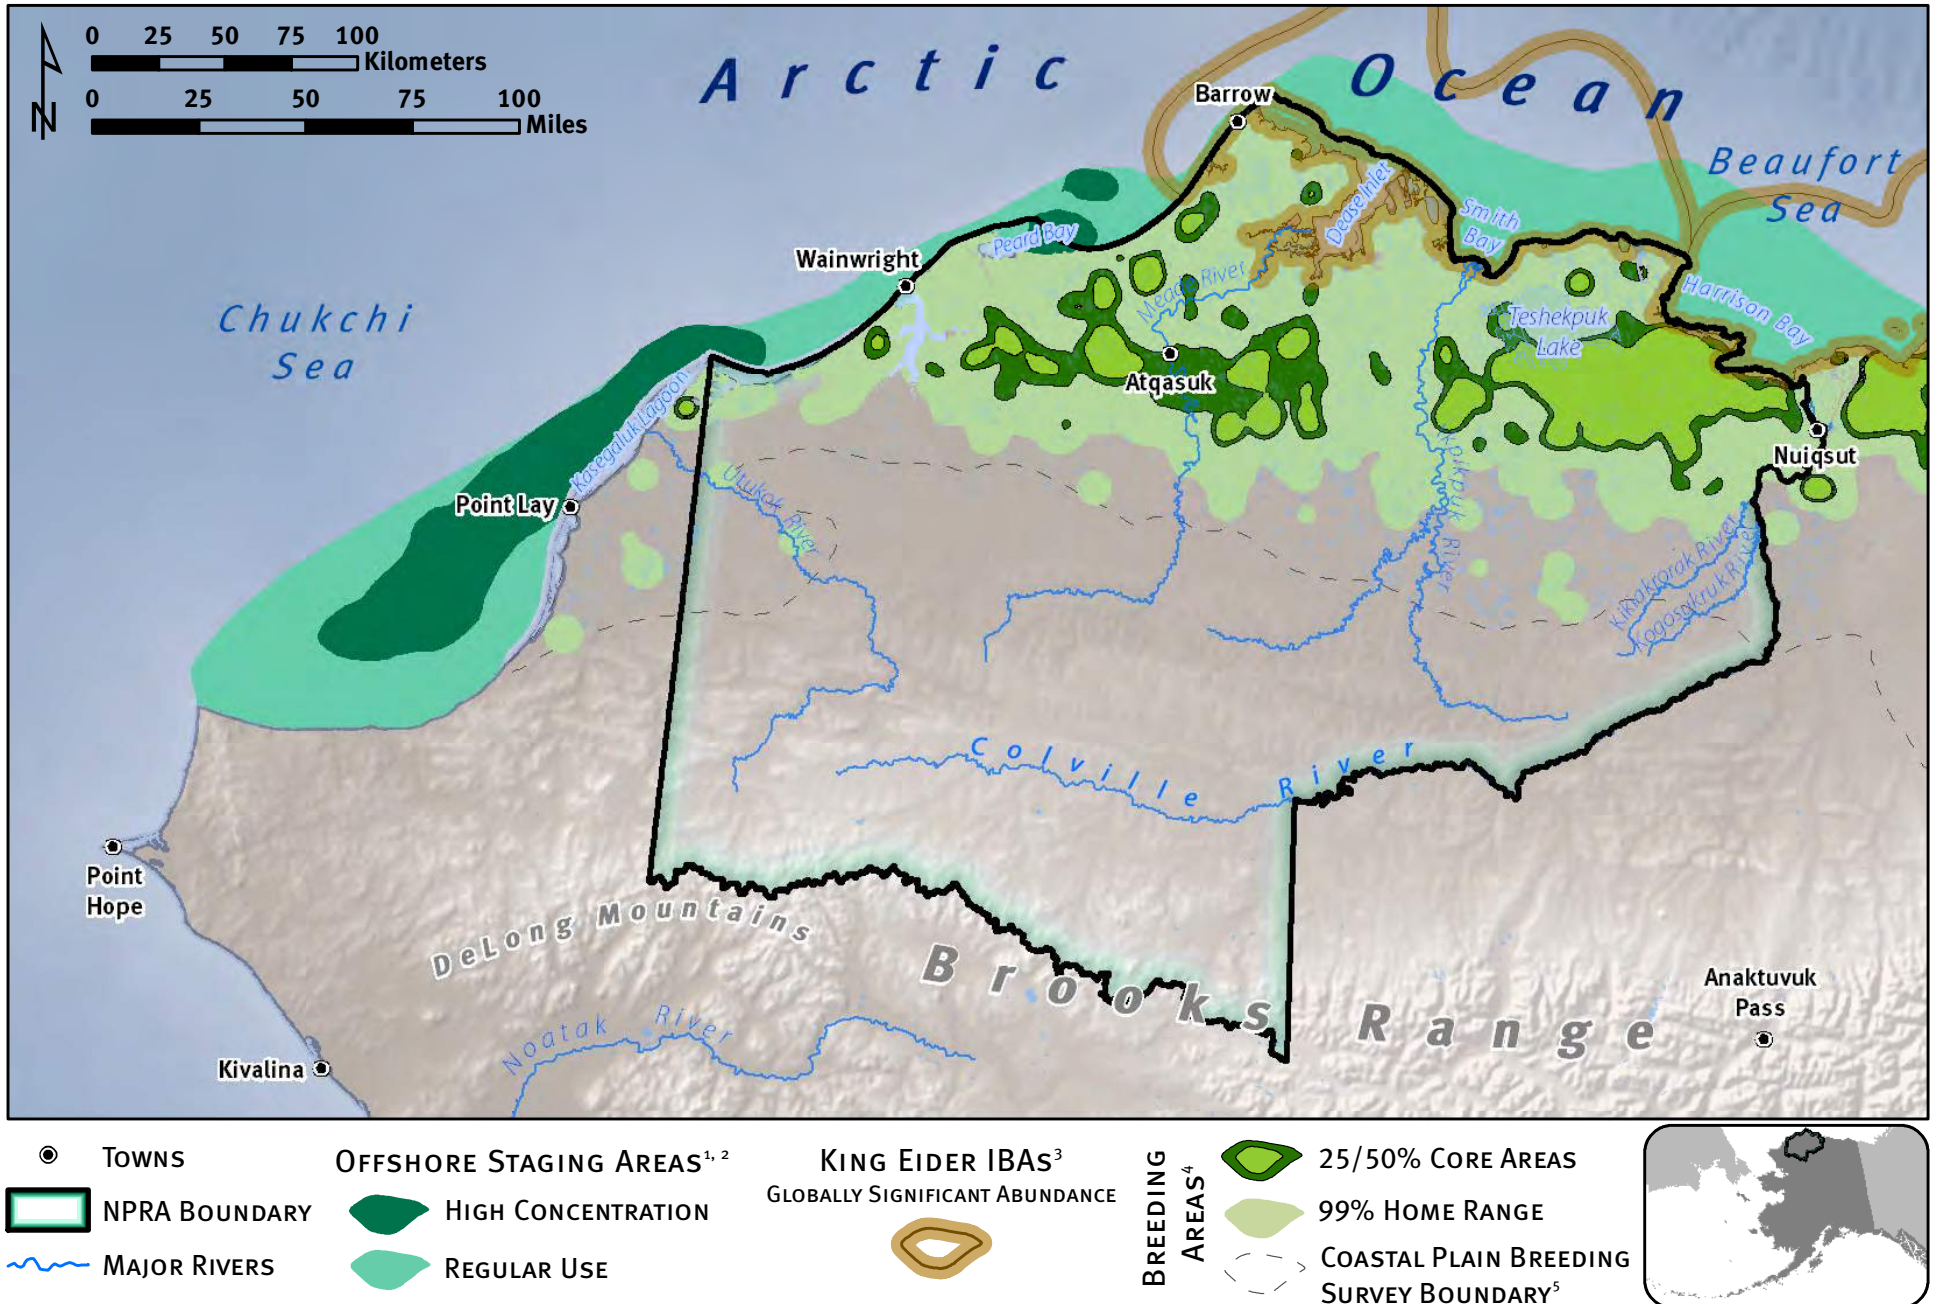 0 25 50 75 100
Kilometers
0 25 50 75 100
Miles
N
Arctic Ocean
Barrow
Beaufort
Sea
Dease Inlet
Smith
Bay
Peard Bay
Wainwright
Meade River
Harrison Bay
Chukchi
Sea
Teshekpuk
Lake
Atqasuk
Kasegaluk Lagoon
Nuiqsut
Utukok River
Point Lay
Ikpikpuk River
Kikiakrorak River
Kogosukruk River
Colville River
Point
Hope
DeLong Mountains
Brooks Range
Anaktuvuk
Pass
Noatak River
Kivalina
Towns
NPRA Boundary
Major Rivers
Offshore Staging Areas1, 2
High Concentration
Regular Use
King Eider IBAs3
Globally Significant Abundance
Breeding
Areas4
25/50% Core Areas
99% Home Range
Coastal Plain Breeding
Survey Boundary5